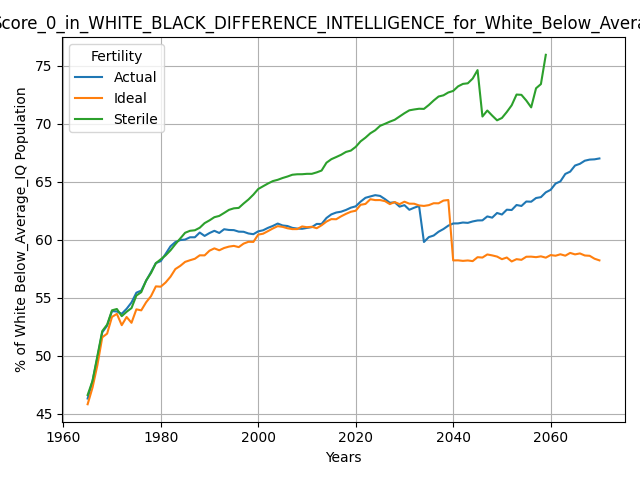 Score_0_in_WHITE_BLACK_DIFFERENCE_INTELLIGENCE_for_White_Below_Avera
Fertility
Actual
Ideal
Sterile
% of White Below_Average_IQ Population
75
70
65
60
55
50
45
1960
1980
2000
2020
2040
2060
Years